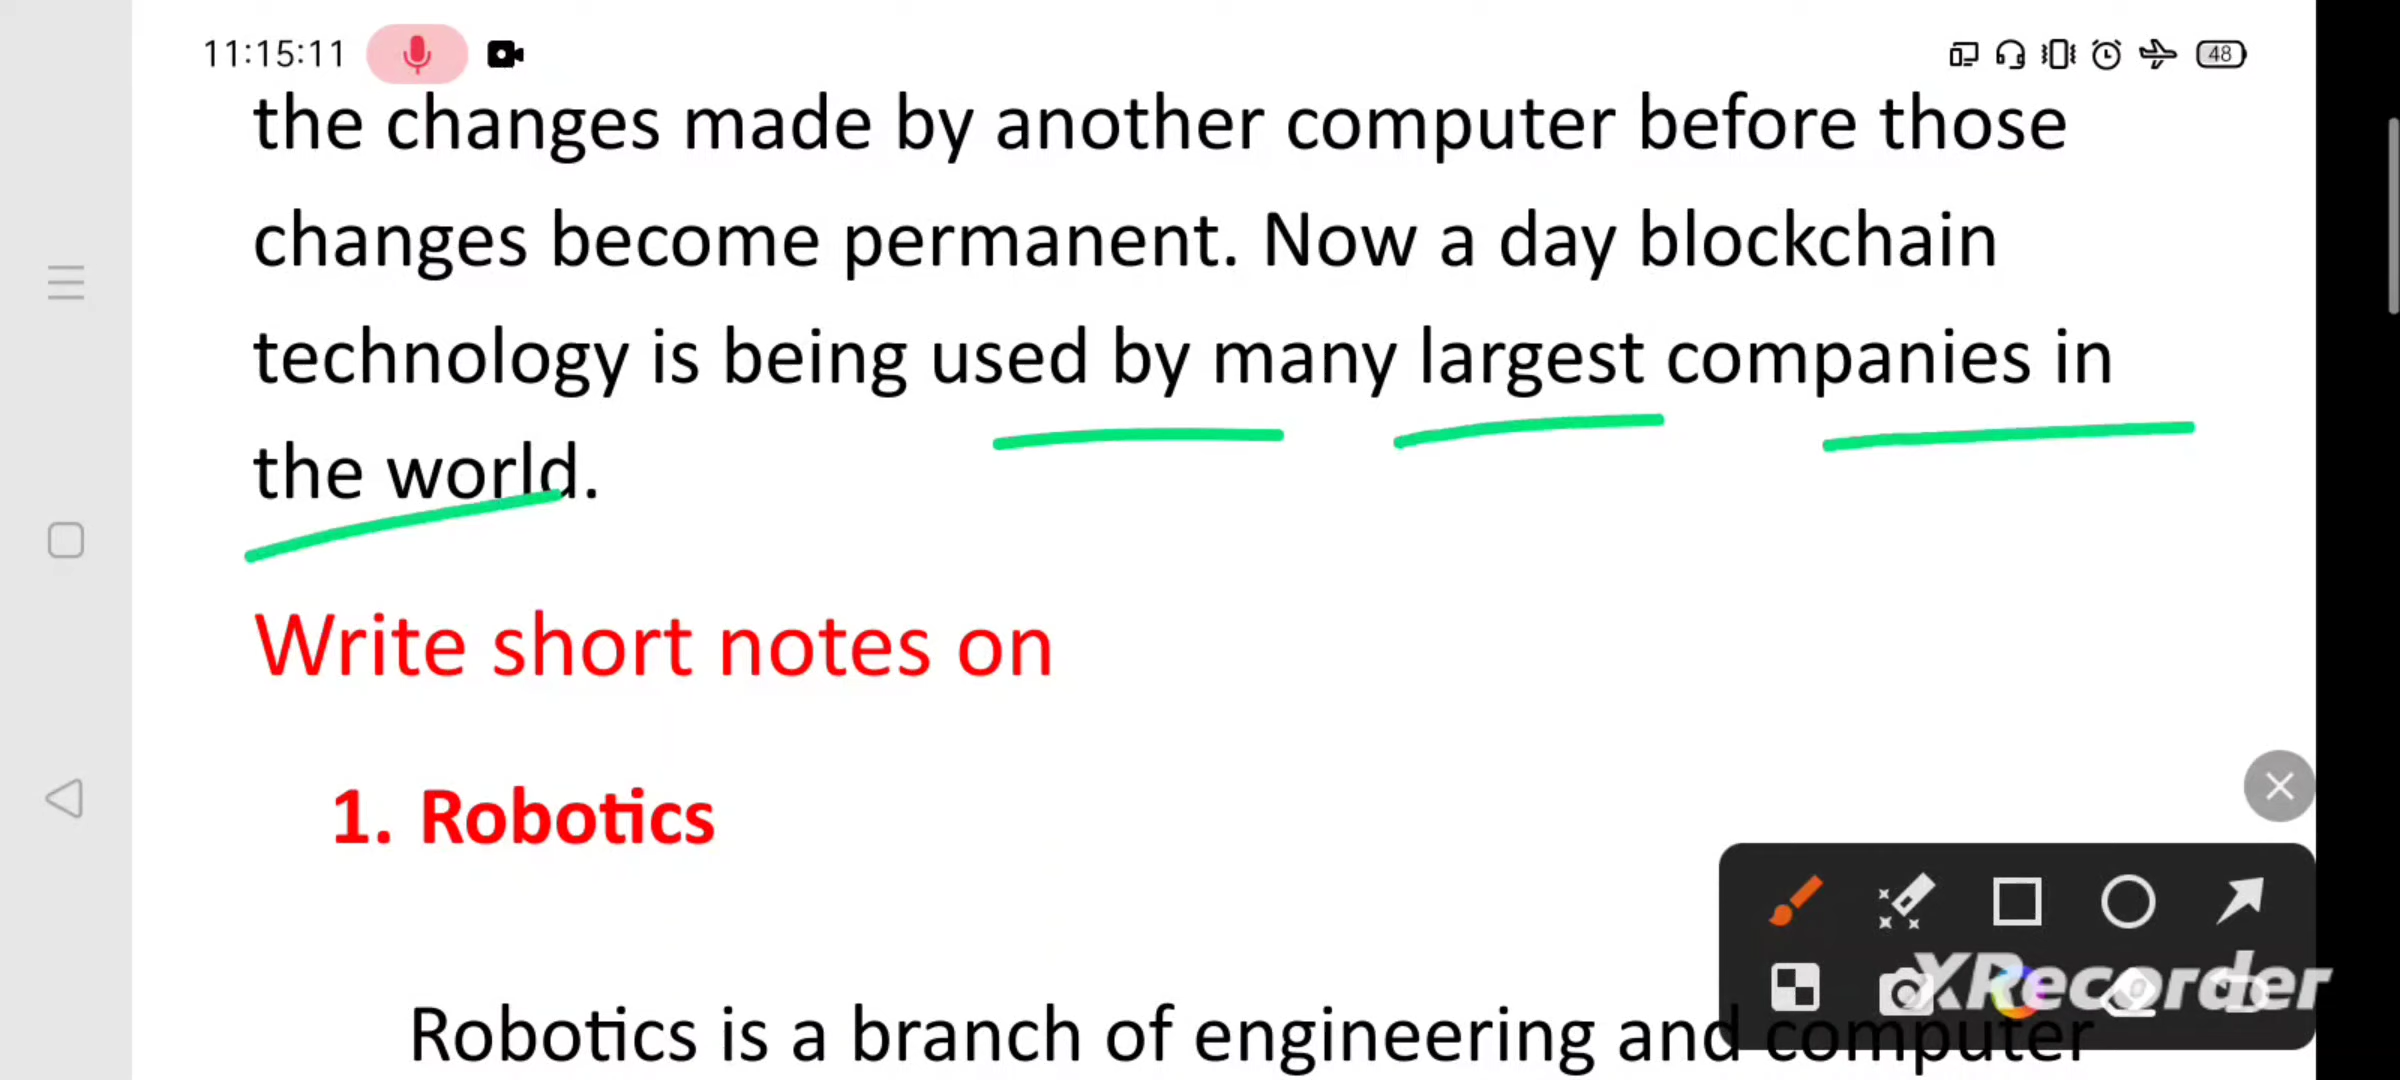 11:15:11
48
the changes made by another computer before those
changes become permanent. Now a day blockchain
technology is being used by many largest companies in
the world.
Write short notes on
1. Robotics
XRecorder
Robotics is a branch of engineering and computer